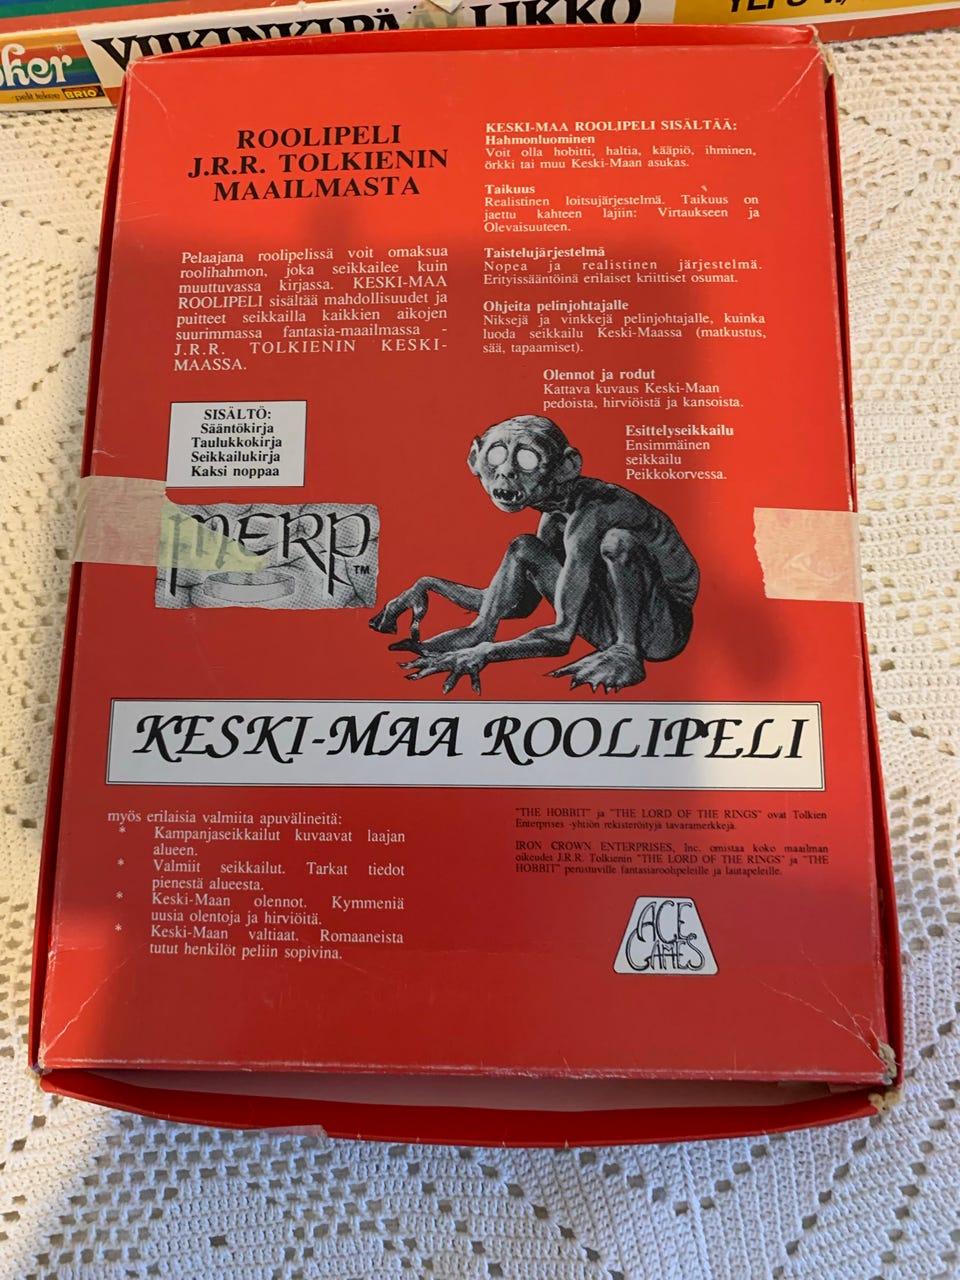 sher
pelit tekee BRIO
VIIKINKIPÄÄLLIKKÖ
ROOLIPELI
J.R.R. TOLKIENIN
MAAILMASTA
Pelaajana roolipelissä voit omaksua
roolihahmon, joka seikkailee kuin
muuttuvassa kirjassa. KESKI-MAA
ROOLIPELI sisältää mahdollisuudet ja
puitteet seikkailla kaikkien aikojen
suurimmassa fantasia-maailmassa -
J.R.R. TOLKIENIN KESKI-
MAASSA.
SISÄLTÖ:
Sääntökirja
Taulukkokirja
Seikkailukirja
Kaksi noppaa
MERP™
KESKI-MAA ROOLIPELI SISÄLTÄÄ:
Hahmonluominen
Voit olla hobitti, haltia, kääpiö, ihminen,
örkki tai muu Keski-Maan asukas.
Taikuus
Realistinen loitsujärjestelmä. Taikuus on
jaettu kahteen lajiin: Virtaukseen ja
Olevaisuuteen.
Taistelujärjestelmä
Nopea ja realistinen järjestelmä.
Erityissääntöinä erilaiset kriittiset osumat.
Ohjeita pelinjohtajalle
Niksejä ja vinkkejä pelinjohtajalle, kuinka
luoda seikkailu Keski-Maassa (matkustus,
sää, tapaamiset).
Olennot ja rodut
Kattava kuvaus Keski-Maan
pedoista, hirviöistä ja kansoista.
Esittelyseikkailu
Ensimmäinen
seikkailu
Peikkokorvessa.
KESKI-MAA ROOLIPELI
myös erilaisia valmiita apuvälineitä:
* Kampanjaseikkailut kuvaavat laajan
alueen.
* Valmiit seikkailut. Tarkat tiedot
pienestä alueesta.
* Keski-Maan olennot. Kymmeniä
uusia olentoja ja hirviöitä.
* Keski-Maan valtiaat. Romaaneista
tutut henkilöt peliin sopivina.
"THE HOBBIT" ja "THE LORD OF THE RINGS" ovat Tolkien
Enterprises -yhtiön rekisteröityjä tavaramerkkejä.
IRON CROWN ENTERPRISES, Inc. omistaa koko maailman
oikeudet J.R.R. Tolkienin "THE LORD OF THE RINGS" ja "THE
HOBBIT" perustuville fantasiaroolipeleille ja lautapeleille.
ACE
GAMES